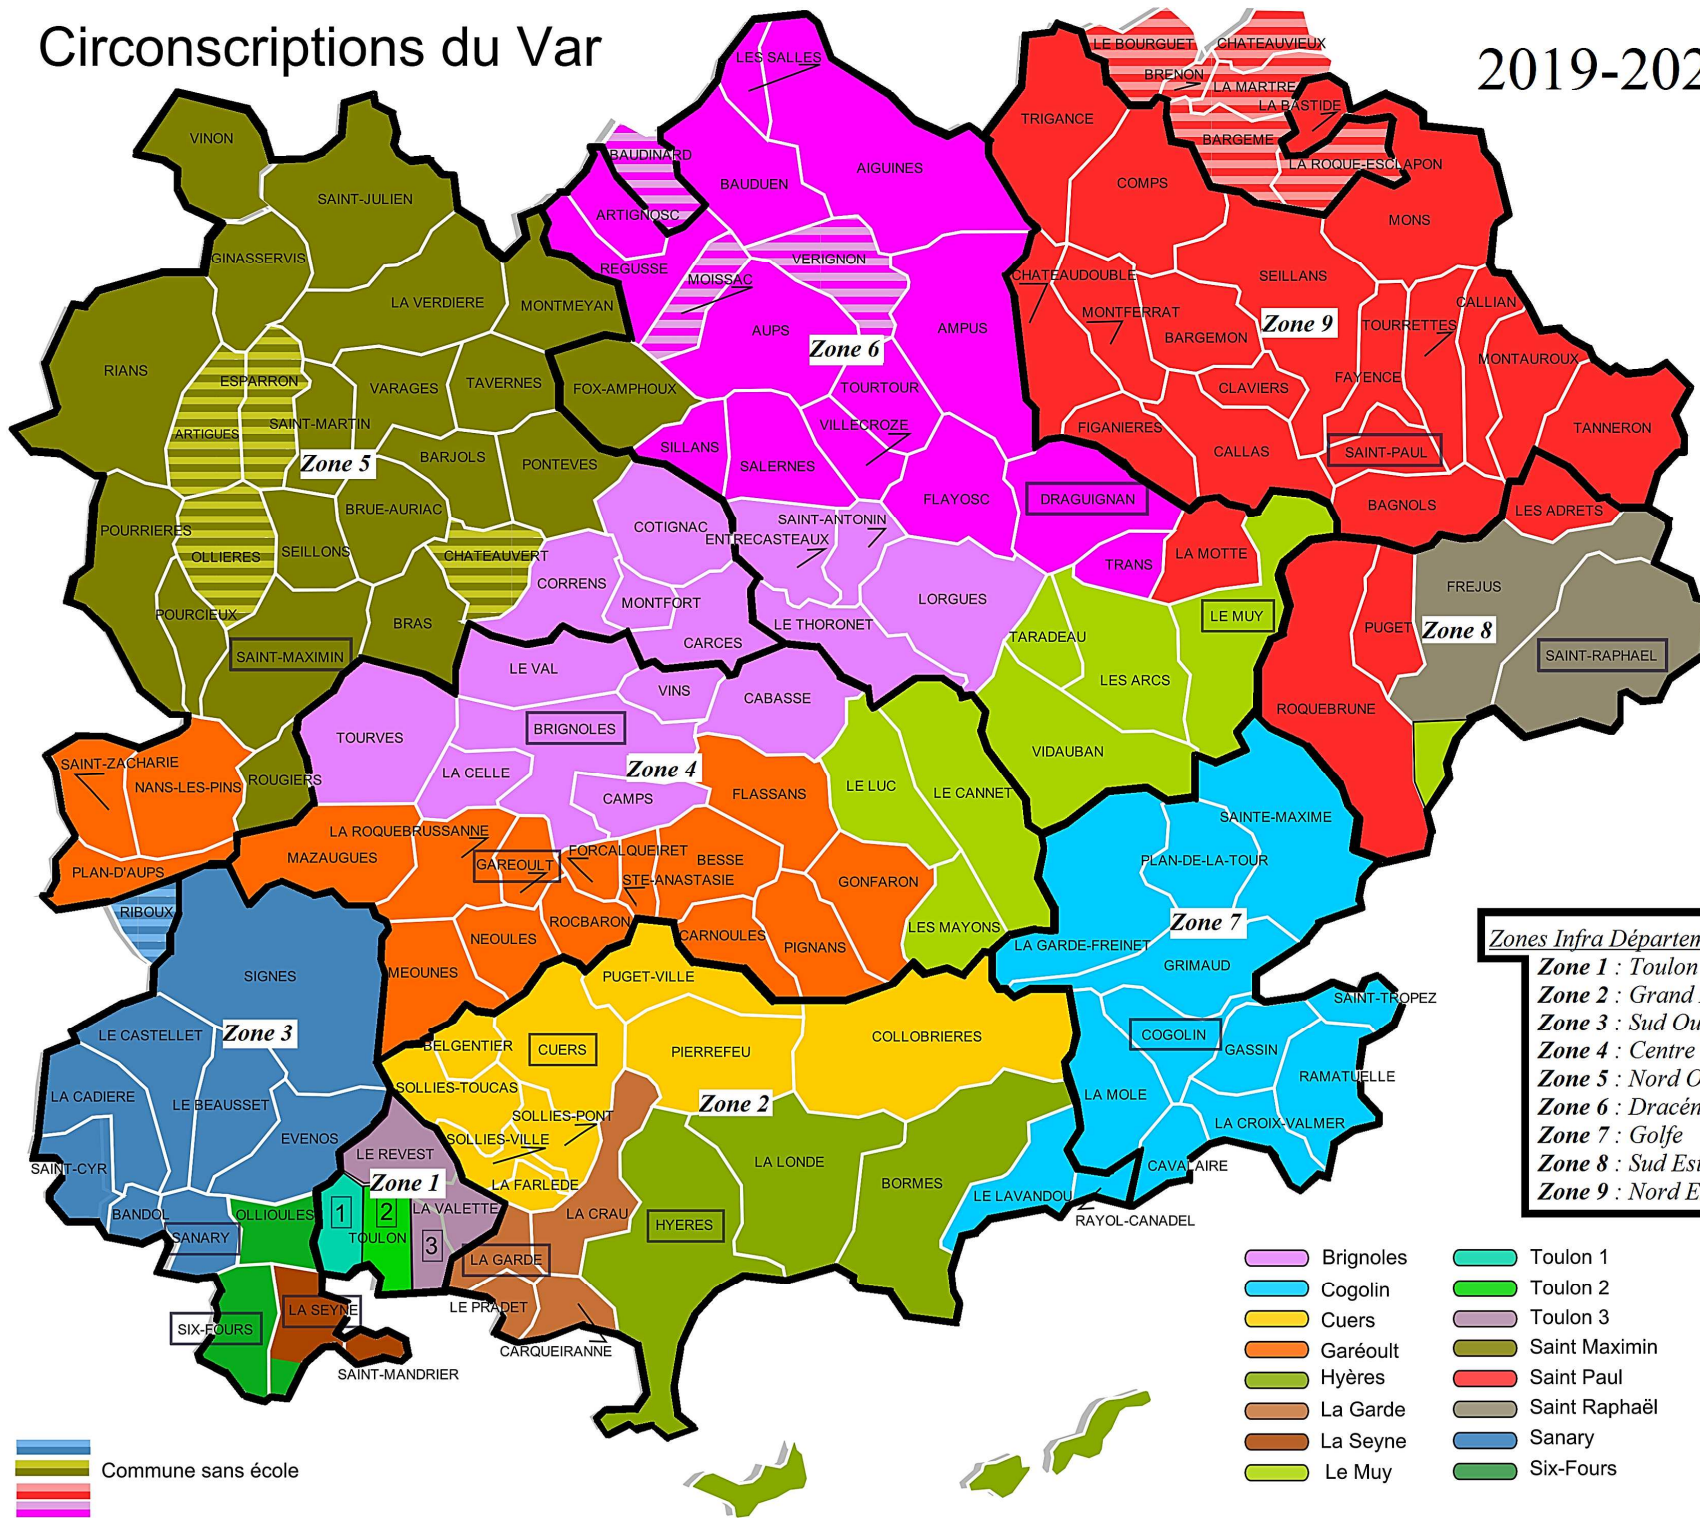 Circonscriptions du Var
2019-202
LES SALLES
LE BOURGUET
CHATEAUVIEUX
BRENON
LA MARTRE
LA BASTIDE
TRIGANCE
VINON
BARGEME
BAUDINARD
LA ROQUE-ESCLAPON
AIGUINES
BAUDUEN
COMPS
SAINT-JULIEN
ARTIGNOSC
MONS
GINASSERVIS
VERIGNON
REGUSSE
MOISSAC
CHATEAUDOUBLE
SEILLANS
LA VERDIERE
MONTMEYAN
CALLIAN
MONTFERRAT
Zone 9
TOURRETTES
AUPS
AMPUS
BARGEMON
Zone 6
MONTAUROUX
RIANS
ESPARRON
VARAGES
TAVERNES
FOX-AMPHOUX
TOURTOUR
CLAVIERS
FAYENCE
SAINT-MARTIN
VILLECROZE
FIGANIERES
TANNERON
ARTIGUES
SILLANS
SALERNES
CALLAS
SAINT-PAUL
Zone 5
BARJOLS
PONTEVES
FLAYOSC
DRAGUIGNAN
BAGNOLS
LES ADRETS
BRUE-AURIAC
COTIGNAC
SAINT-ANTONIN
ENTRECASTEAUX
POURRIERES
OLLIERES
SEILLONS
CHATEAUVERT
LA MOTTE
TRANS
CORRENS
FREJUS
MONTFORT
LORGUES
POURCIEUX
BRAS
LE THORONET
LE MUY
PUGET
Zone 8
TARADEAU
CARCES
SAINT-MAXIMIN
SAINT-RAPHAEL
LE VAL
VINS
CABASSE
LES ARCS
ROQUEBRUNE
BRIGNOLES
TOURVES
VIDAUBAN
SAINT-ZACHARIE
NANS-LES-PINS
ROUGIERS
LA CELLE
Zone 4
LE LUC
LE CANNET
FLASSANS
CAMPS
SAINTE-MAXIME
LA ROQUEBRUSSANNE
MAZAUGUES
GAREOULT
FORCALQUEIRET
BESSE
PLAN-DE-LA-TOUR
PLAN-D'AUPS
STE-ANASTASIE
GONFARON
RIBOUX
ROCBARON
Zone 7
NEOULES
CARNOULES
PIGNANS
LES MAYONS
LA GARDE-FREINET
Zones Infra Départem
SIGNES
MEOUNES
PUGET-VILLE
GRIMAUD
Zone 1 : Toulon
Zone 2 : Grand
SAINT-TROPEZ
Zone 3 : Sud Ou
LE CASTELLET
Zone 3
BELGENTIER
CUERS
PIERREFEU
COLLOBRIERES
COGOLIN
GASSIN
Zone 4 : Centre
Zone 5 : Nord O
RAMATUELLE
LA CADIERE
LE BEAUSSET
SOLLIES-TOUCAS
Zone 2
LA MOLE
Zone 6 : Dracén
SOLLIES-PONT
LA CROIX-VALMER
Zone 7 : Golfe
EVENOS
SOLLIES-VILLE
LE REVEST
LA LONDE
CAVALAIRE
Zone 8 : Sud Est
SAINT-CYR
Zone 1
LA FARLEDE
BORMES
LE LAVANDOU
Zone 9 : Nord E
BANDOL
OLLIOULES
1
2
LA VALETTE
LA CRAU
HYERES
RAYOL-CANADEL
SANARY
TOULON
3
LA GARDE
LE PRADET
LA SEYNE
SIX-FOURS
CARQUEIRANNE
SAINT-MANDRIER
Brignoles
Toulon 1
Cogolin
Toulon 2
Cuers
Toulon 3
Garéoult
Saint Maximin
Hyères
Saint Paul
La Garde
Saint Raphaël
La Seyne
Sanary
Le Muy
Six-Fours
Commune sans école